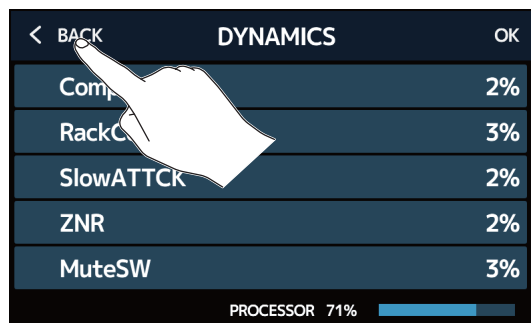 < BACK DYNAMICS OK
2%
3%
SlowATTCK 2%
ZNR 2%
MuteSW 3%
PROCESSOR 71%